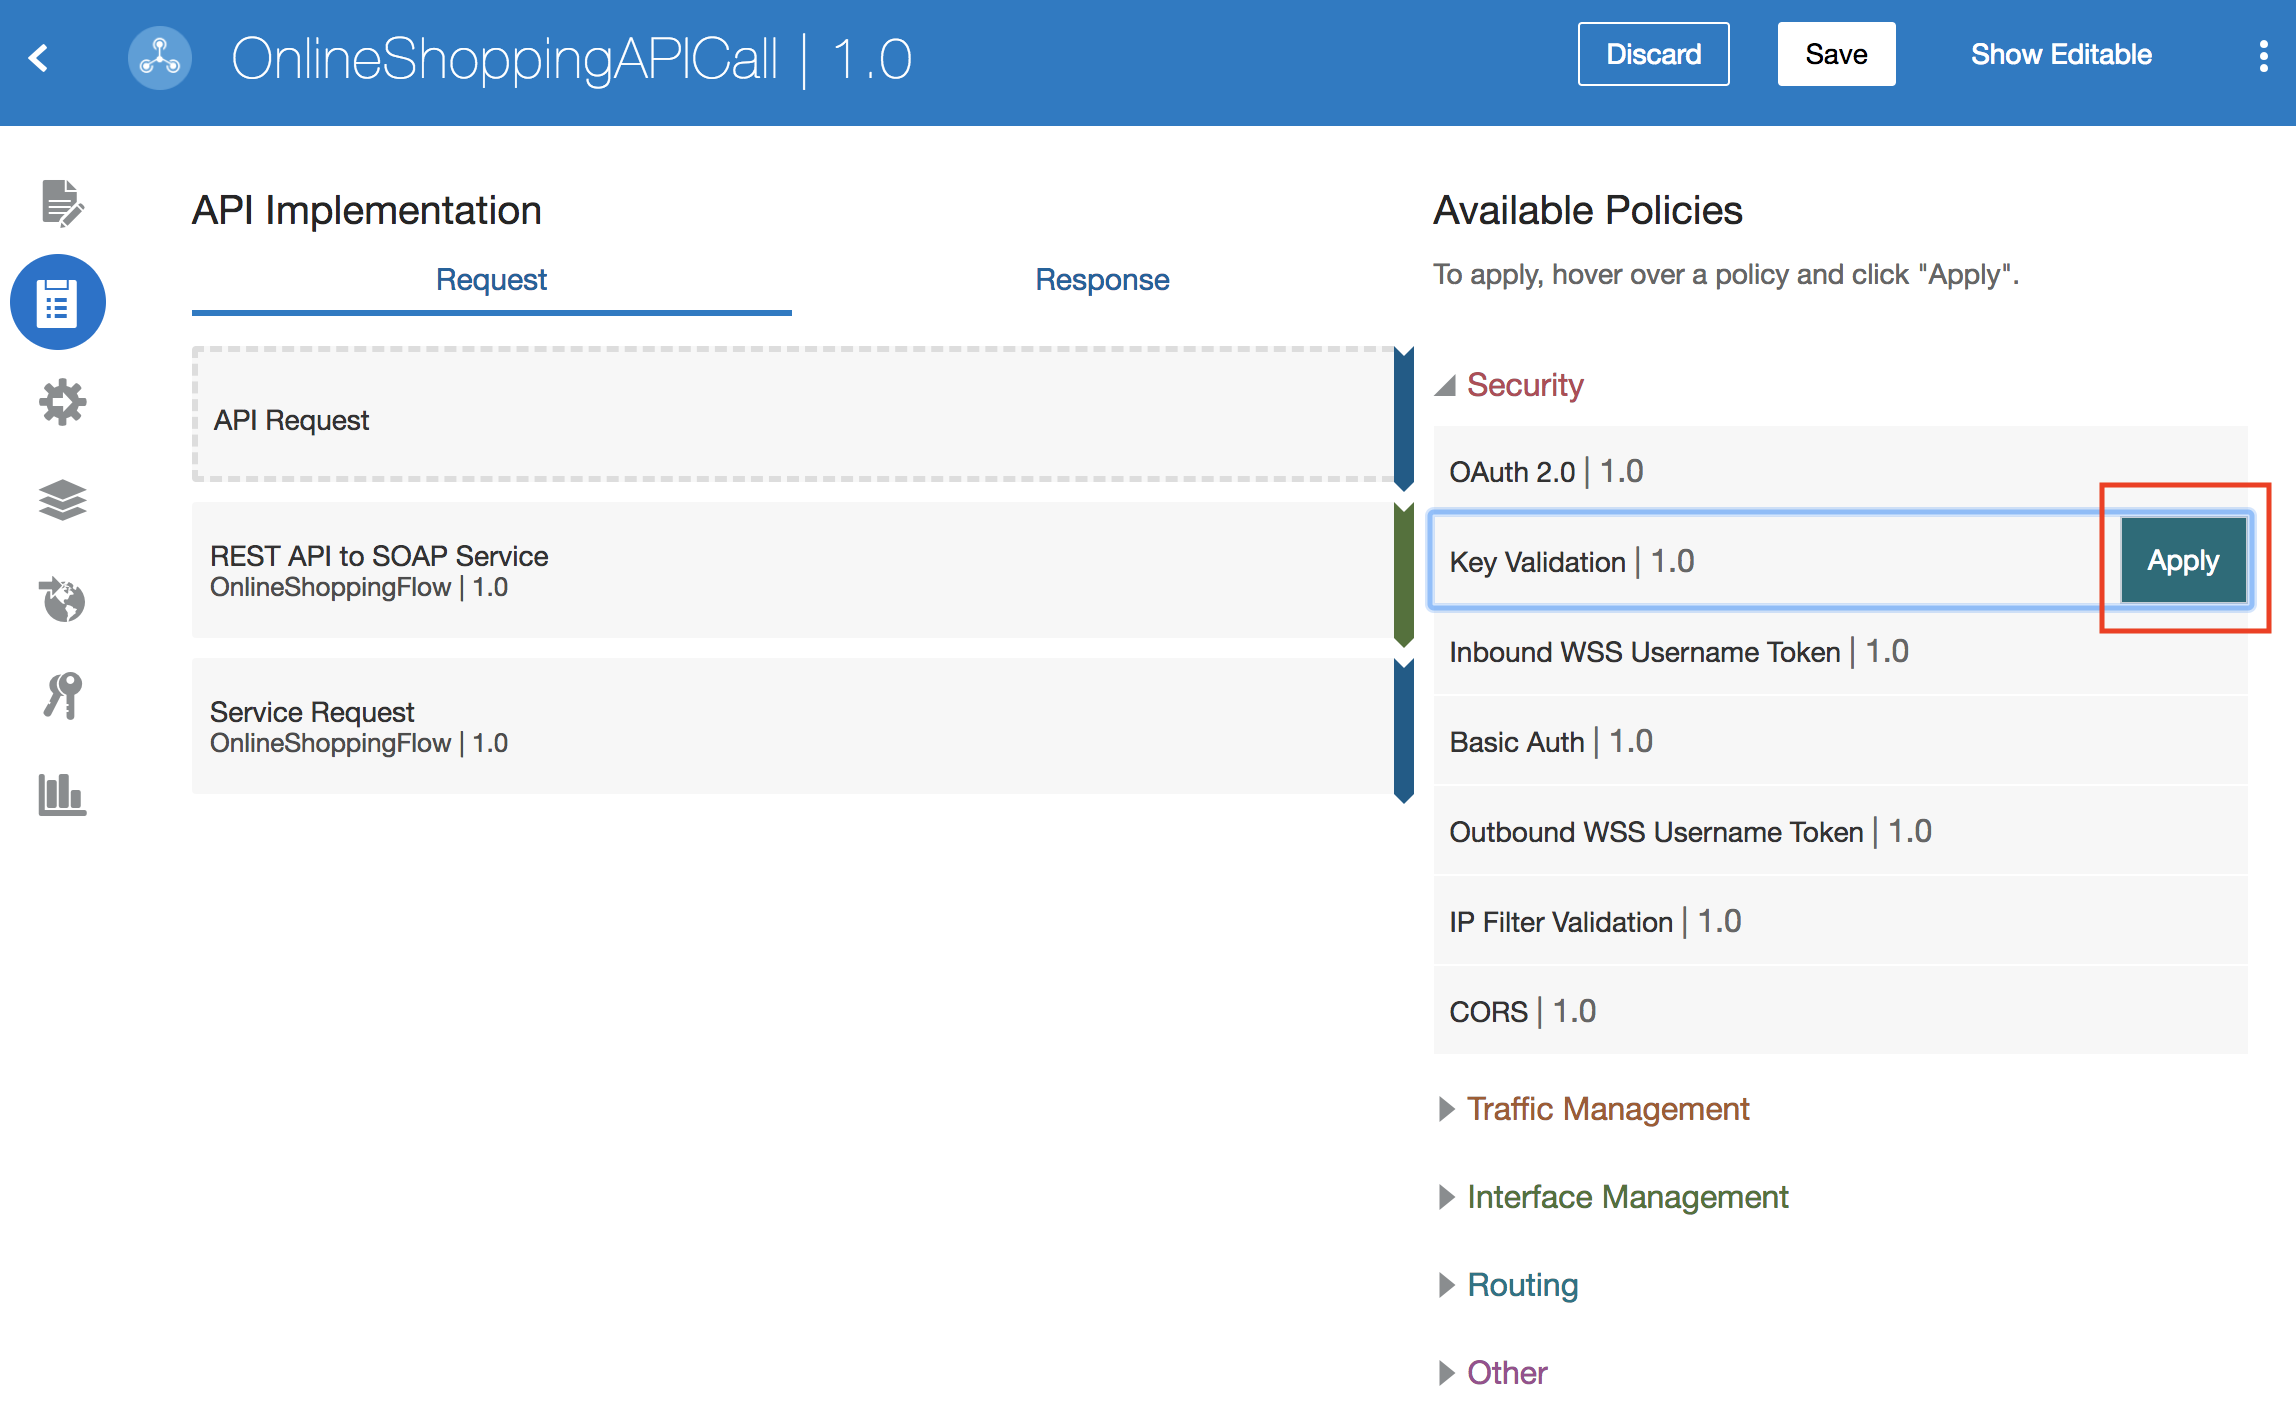 OnlineShoppingAPICall | 1.0
Discard
Save
Show Editable
API Implementation
Request
Response
API Request
REST API to SOAP Service
OnlineShoppingFlow | 1.0
Service Request
OnlineShoppingFlow | 1.0
Available Policies
To apply, hover over a policy and click "Apply".
Security
OAuth 2.0 | 1.0
Key Validation | 1.0
Apply
Inbound WSS Username Token | 1.0
Basic Auth | 1.0
Outbound WSS Username Token | 1.0
IP Filter Validation | 1.0
CORS | 1.0
Traffic Management
Interface Management
Routing
Other